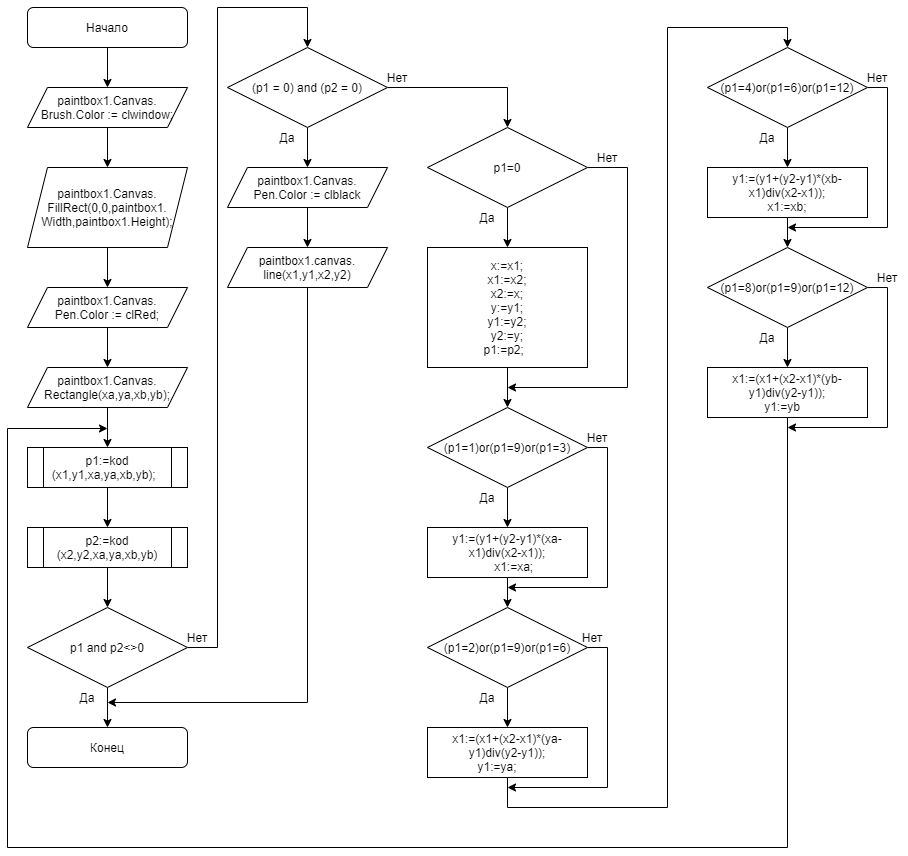 Начало
paintbox1.Canvas.
Brush.Color := clwindow;
paintbox1.Canvas.
FillRect(0,0,paintbox1.
Width,paintbox1.Height);
paintbox1.Canvas.
Pen.Color := clRed;
paintbox1.Canvas.
Rectangle(xa,ya,xb,yb);
p1:=kod
(x1,y1,xa,ya,xb,yb);
p2:=kod
(x2,y2,xa,ya,xb,yb)
p1 and p2<>0
Нет
Да
Конец
(p1 = 0) and (p2 = 0)
Нет
Да
paintbox1.Canvas.
Pen.Color := clblack
paintbox1.canvas.
line(x1,y1,x2,y2)
p1=0
Нет
Да
x:=x1;
x1:=x2;
x2:=x;
y:=y1;
y1:=y2;
y2:=y;
p1:=p2;
(p1=1)or(p1=9)or(p1=3)
Нет
Да
y1:=(y1+(y2-y1)*(xa-
x1)div(x2-x1));
x1:=xa;
(p1=2)or(p1=9)or(p1=6)
Нет
Да
x1:=(x1+(x2-x1)*(ya-
y1)div(y2-y1));
y1:=ya;
(p1=4)or(p1=6)or(p1=12)
Нет
Да
y1:=(y1+(y2-y1)*(xb-
x1)div(x2-x1));
x1:=xb;
(p1=8)or(p1=9)or(p1=12)
Нет
Да
x1:=(x1+(x2-x1)*(yb-
y1)div(y2-y1));
y1:=yb